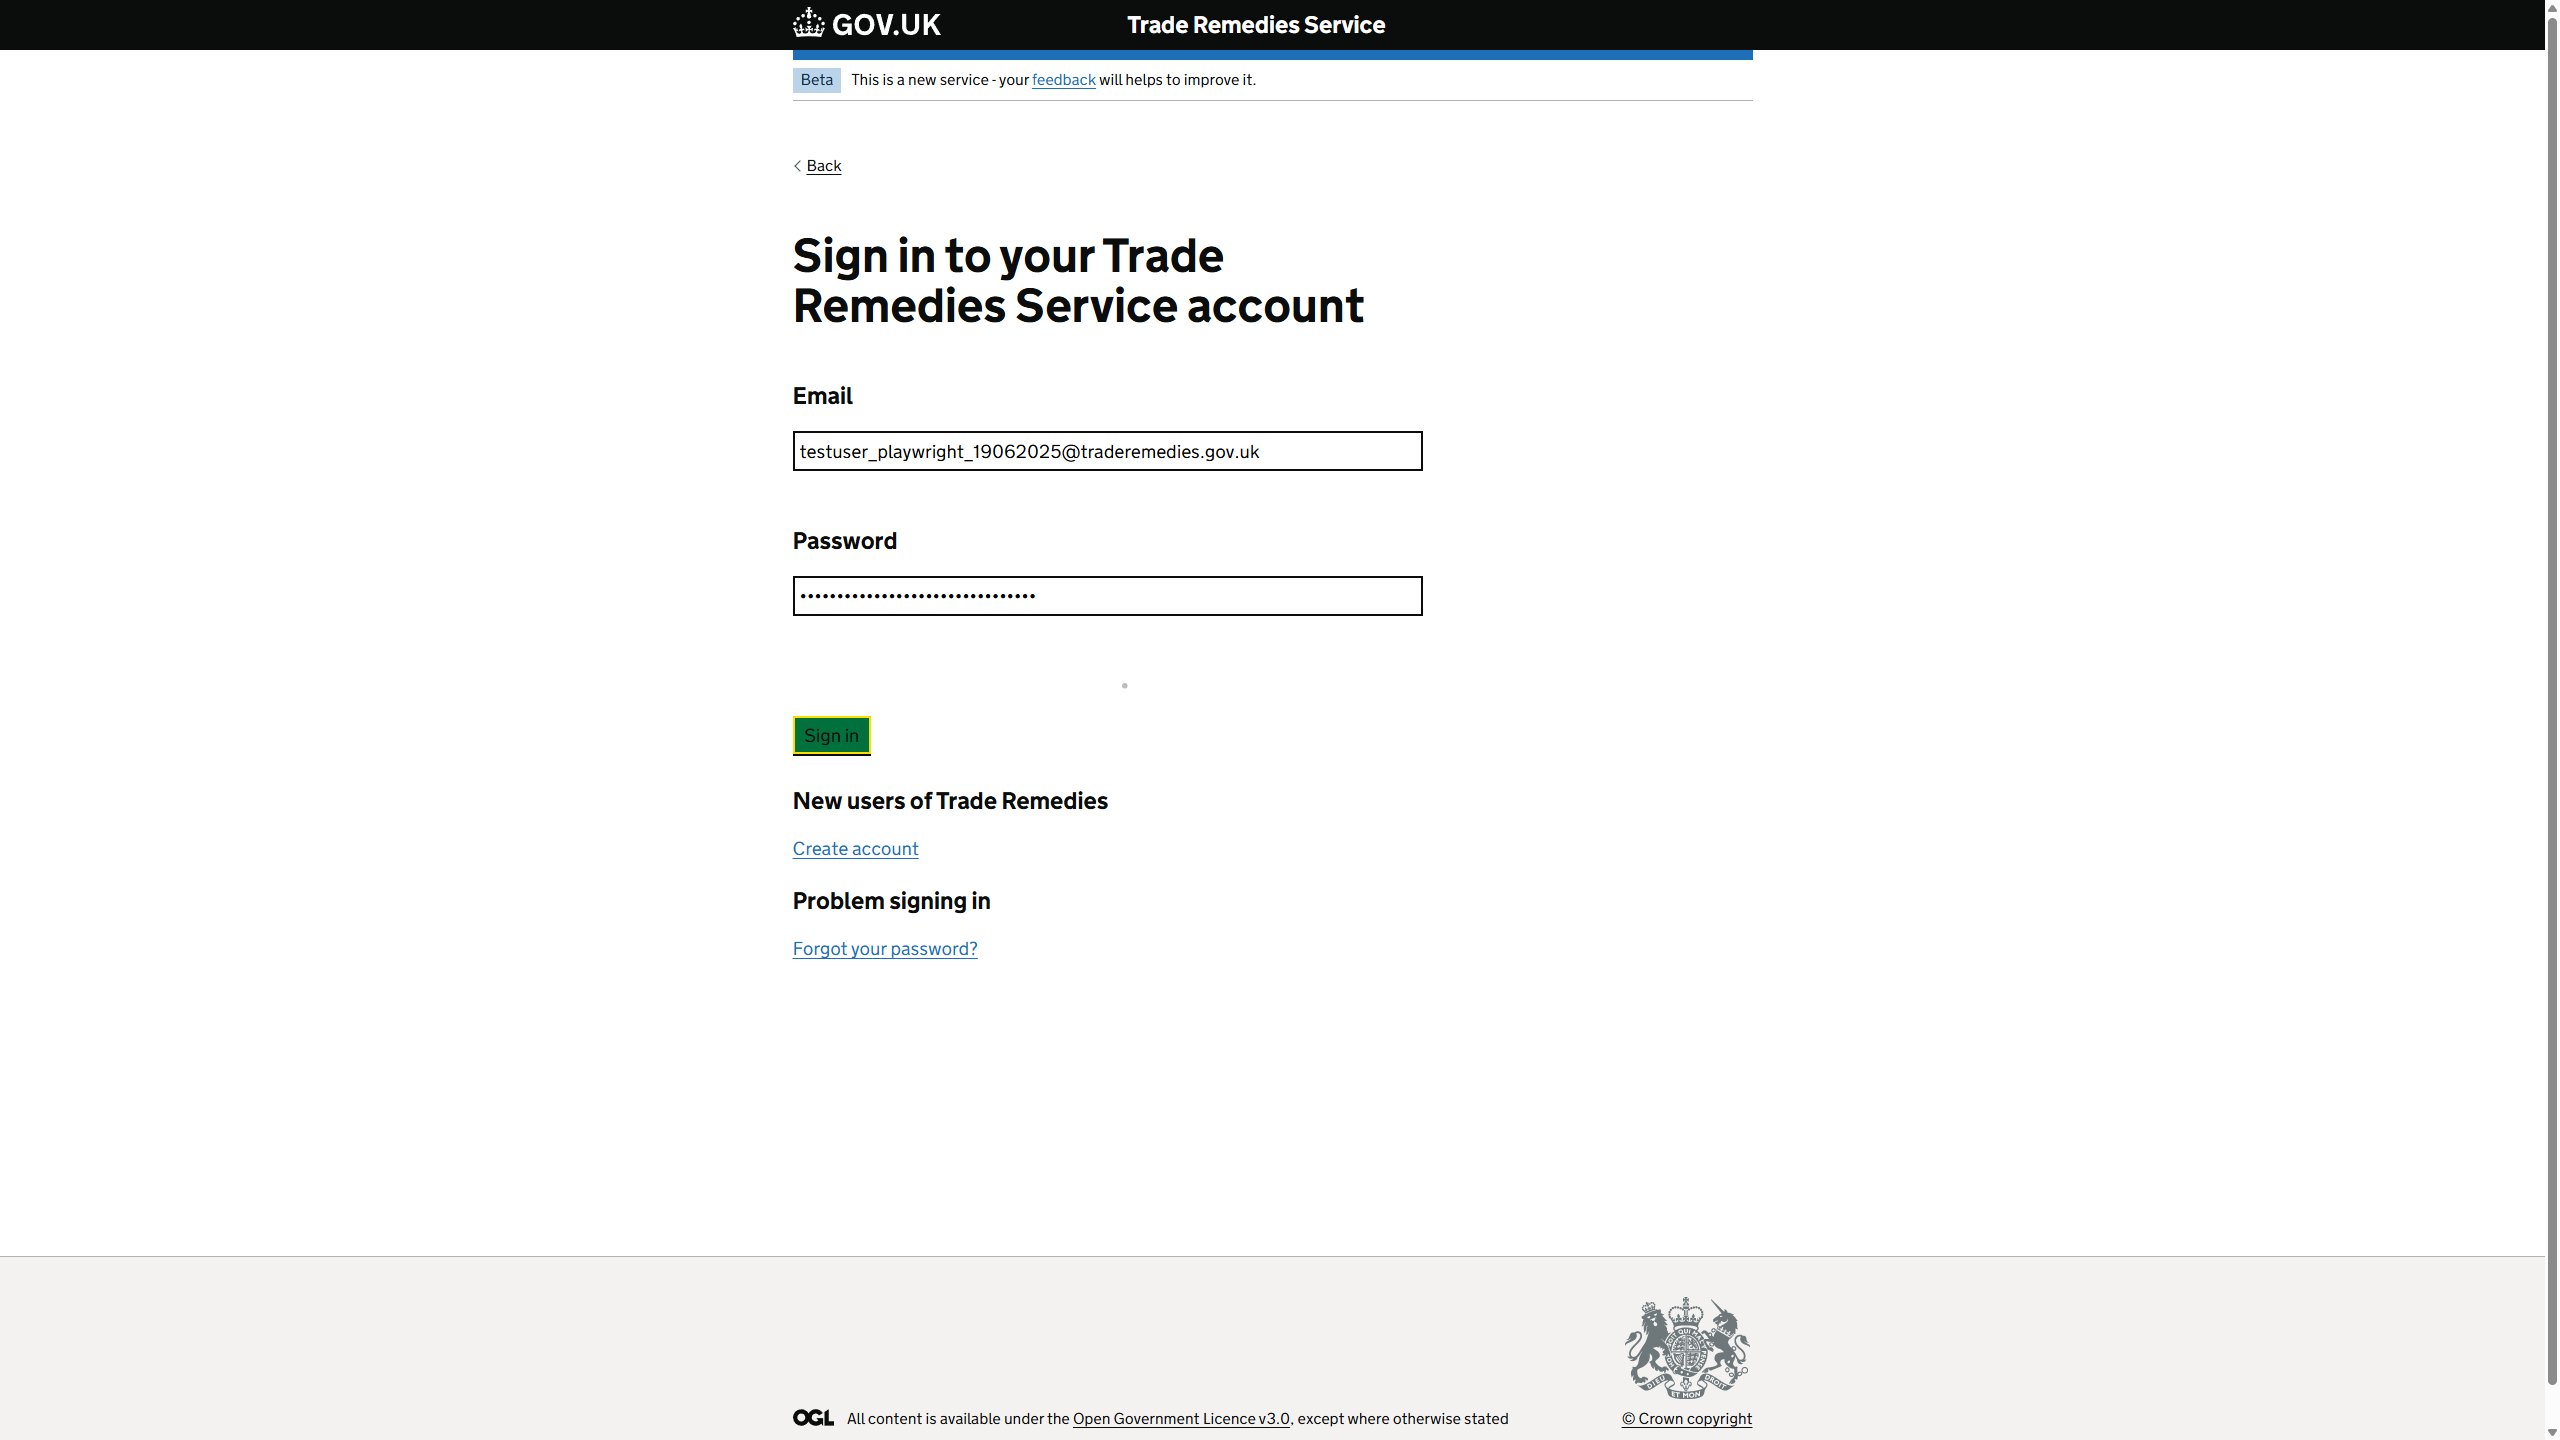 GOV.UK
Trade Remedies Service
Beta This is a new service - your feedback will helps to improve it.
Back
Sign in to your Trade
Remedies Service account
Email
testuser_playwright_19062025@traderemedies.gov.uk
Password
Sign in
New users of Trade Remedies
Create account
Problem signing in
Forgot your password?
OGL All content is available under the Open Government Licence v3.0, except where otherwise stated
© Crown copyright